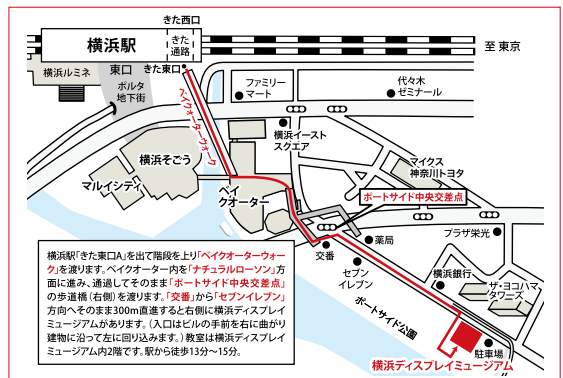 きた西口
横浜駅
きた
通路
至 東京
横浜ルミネ
東口
きた東口
ポルタ
地下街
ファミリー
マート
代々木
ゼミナール
ベイクォーターウォーク
横浜イースト
スクエア
横浜そごう
マイクス
神奈川トヨタ
マルイシティ
ベイ
クオーター
ポートサイド中央交差点
プラザ栄光
薬局
交番
セブン
イレブン
横浜銀行
ザ・ヨコハマ
タワーズ
ポートサイド公園
駐車場
横浜ディスプレイミュージアム
横浜駅「きた東口A」を出て階段を上り「ベイクオーターウォー
ク」を渡ります。ベイクオーター内を「ナチュラルローソン」方
面に進み、通過してそのまま「ポートサイド中央交差点」
の歩道橋(右側)を渡ります。「交番」から「セブンイレブン」
方向へそのまま300m直進すると右側に横浜ディスプレイ
ミュージアムがあります。(入口はビルの手前を右に曲がり
建物に沿って左に回り込みます。)教室は横浜ディスプレイ
ミュージアム内2階です。駅から徒歩13分〜15分。